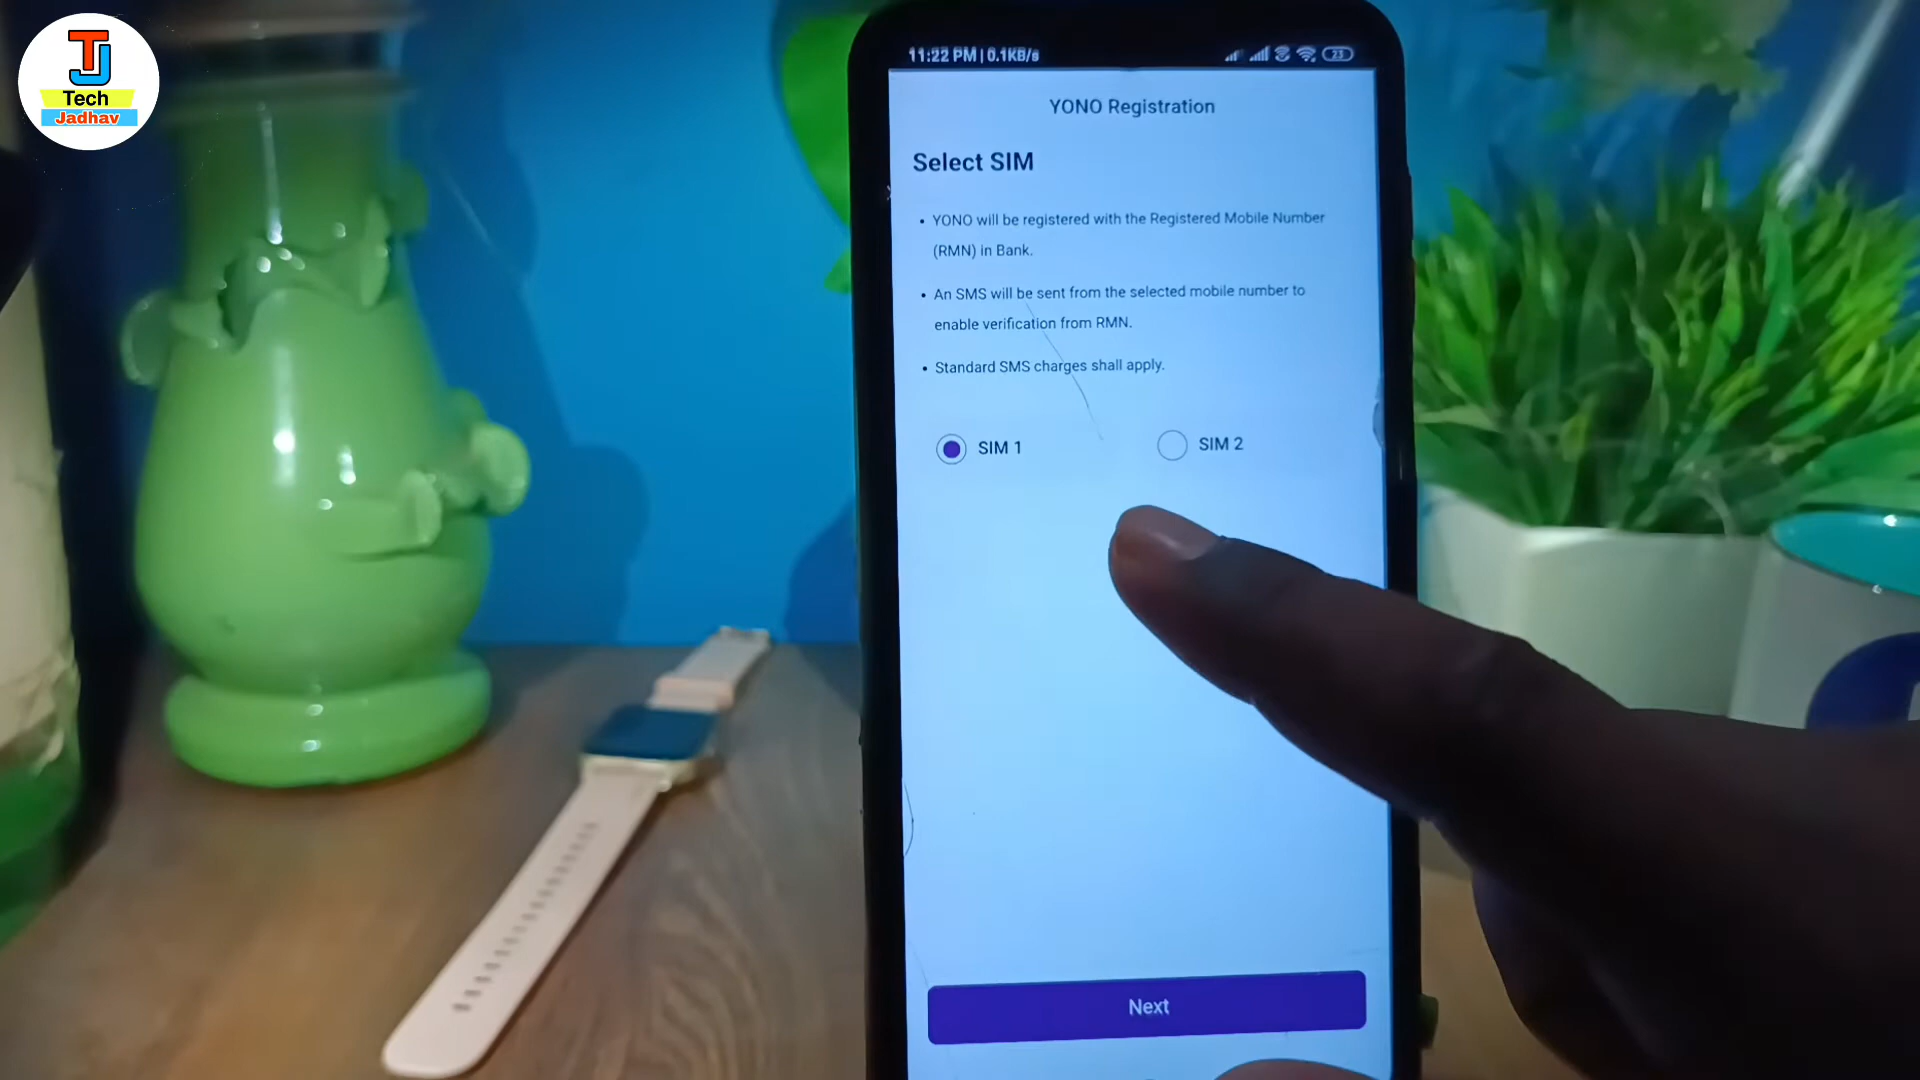 TJ
Tech
Jadhav
11:22 PM | 0.1KB/s
23
YONO Registration
Select SIM
• YONO will be registered with the Registered Mobile Number
(RMN) in Bank.
• An SMS will be sent from the selected mobile number to
enable verification from RMN.
• Standard SMS charges shall apply.
SIM 1
SIM 2
Next